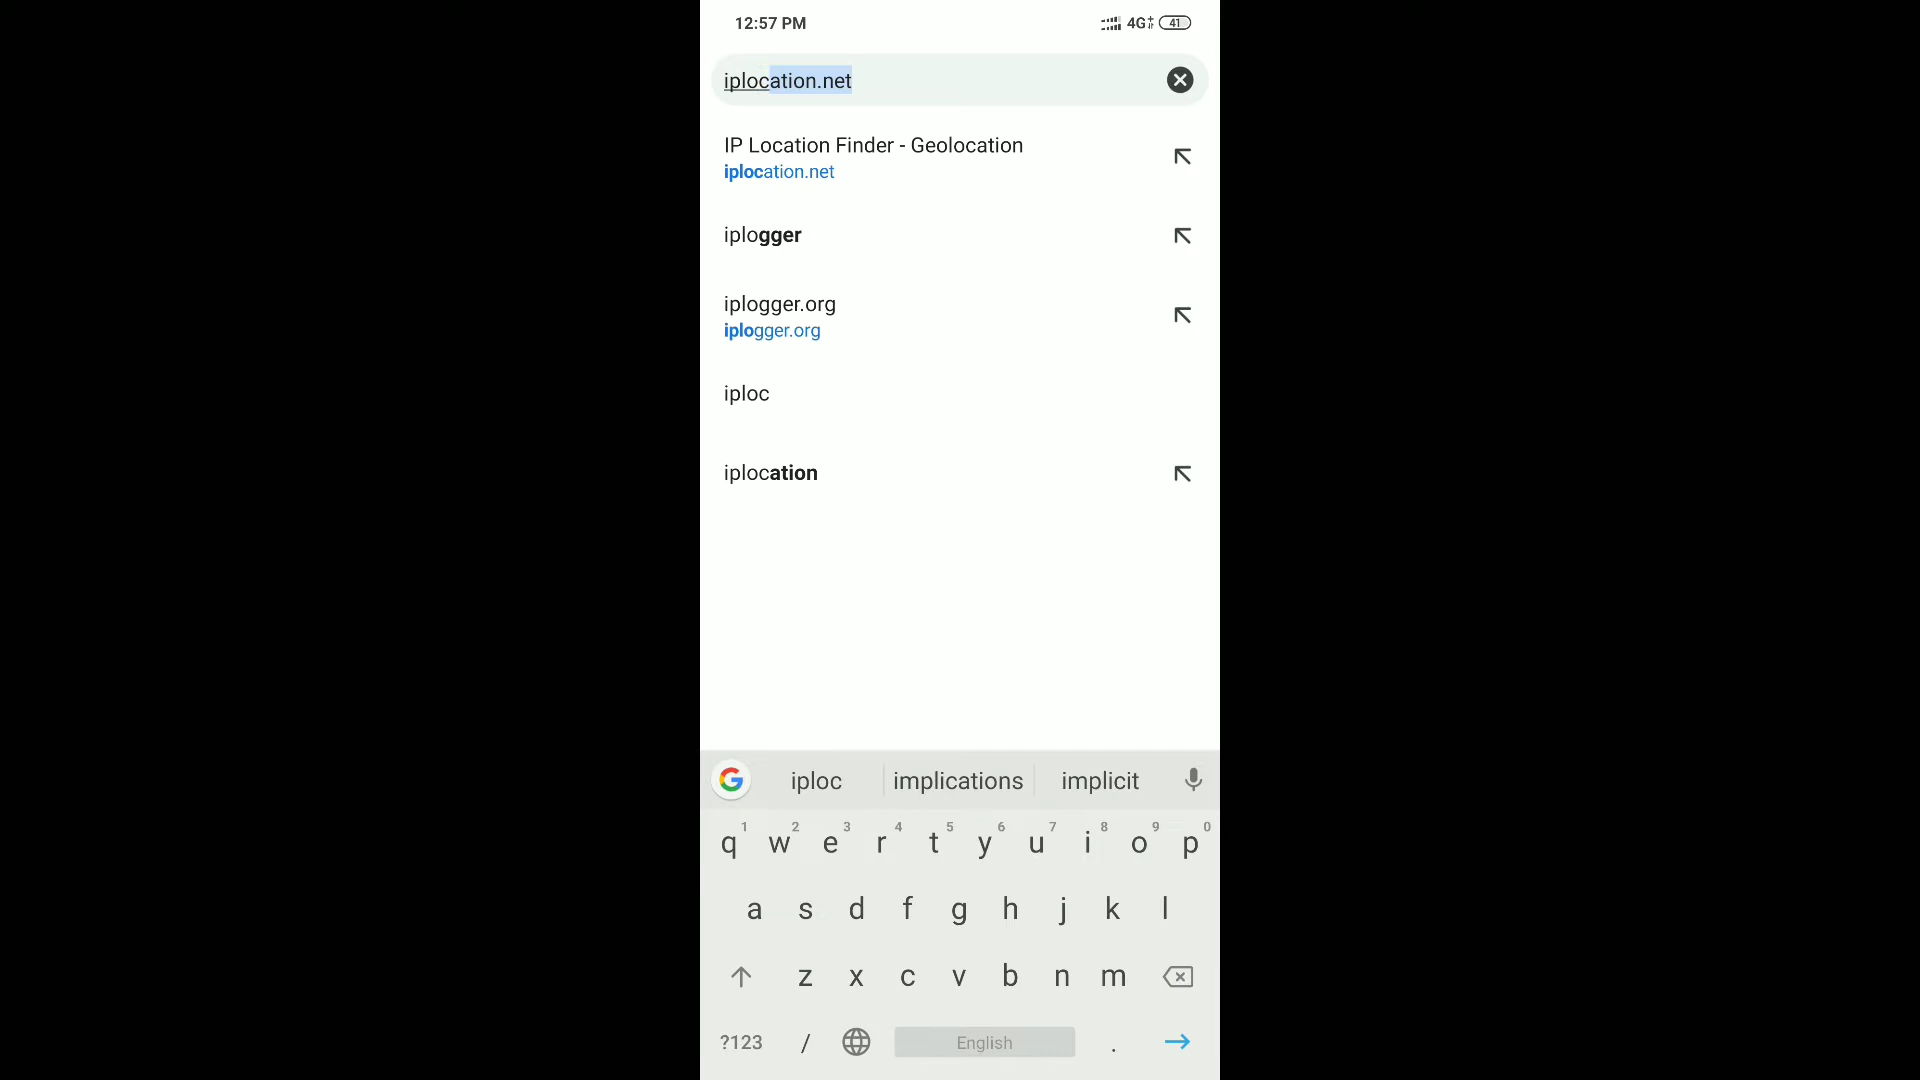 12:57 PM
4G+ 41
iplocation.net
IP Location Finder - Geolocation
iplocation.net
iplogger
iplogger.org
iplogger.org
iploc
iplocation
G iploc implications implicit
1 2 3 4 5 6 7 8 9 0
q w e r t y u i o p
a s d f g h j k l
z x c v b n m
?123 / English .